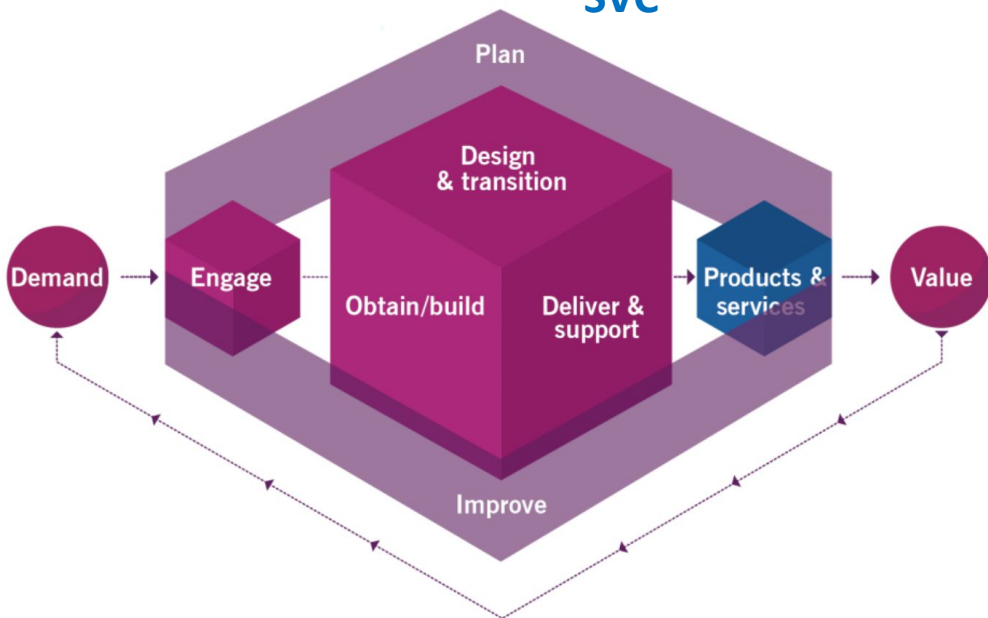 SVC
Plan
Design
& transition
Demand
Engage
Obtain/build
Deliver &
support
Products &
services
Value
Improve